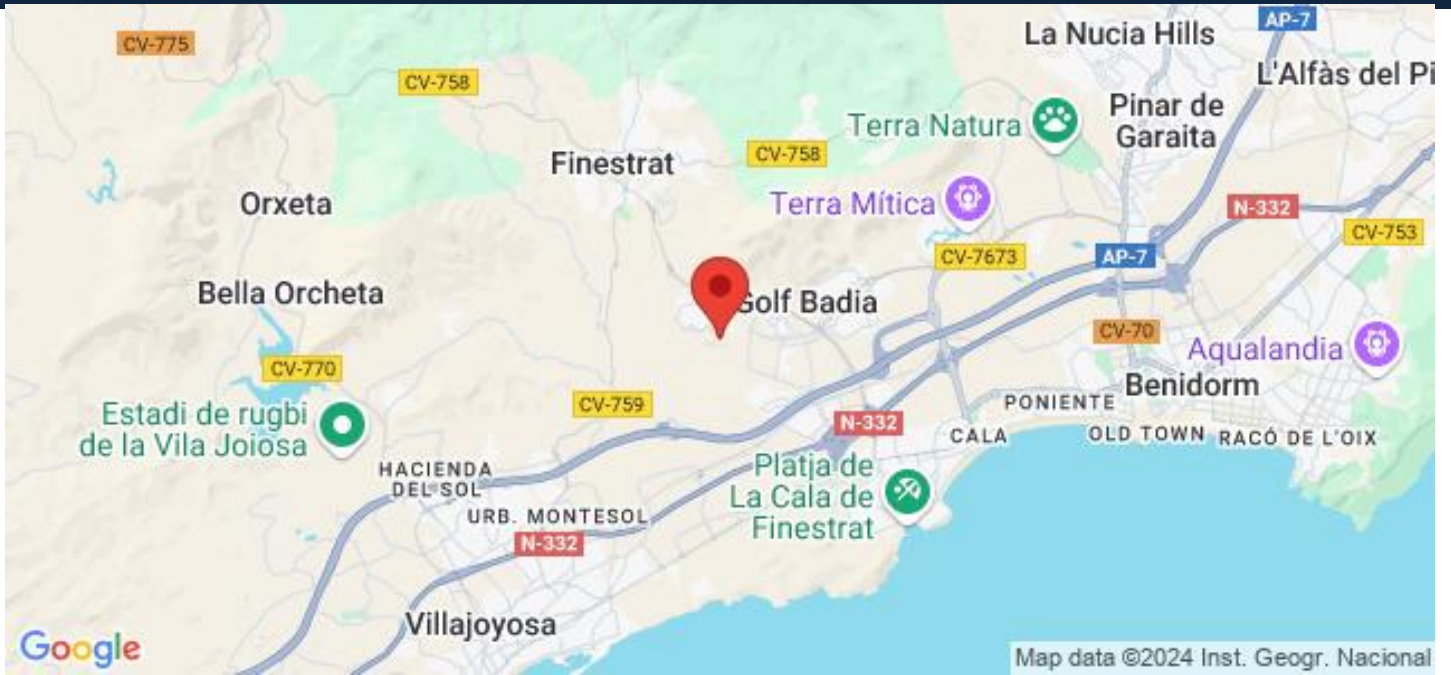 La Nucia Hills
AP-7
CV-775
L'Alfàs del Pi
CV-758
Terra Natura
Pinar de
Garaita
Finestrat
CV-758
Orxeta
Terra Mítica
N-332
CV-753
CV-7673
AP-7
Bella Orcheta
Golf Badia
CV-70
Aqualandia
CV-770
Benidorm
CV-759
PONIENTE
Estadi de rugbi
de la Vila Joiosa
N-332
CALA
OLD TOWN
RACÓ DE L'OIX
HACIENDA
DEL SOL
Platja de
La Cala de
Finestrat
URB. MONTESOL
N-332
Villajoyosa
Google
Map data ©2024 Inst. Geogr. Nacional